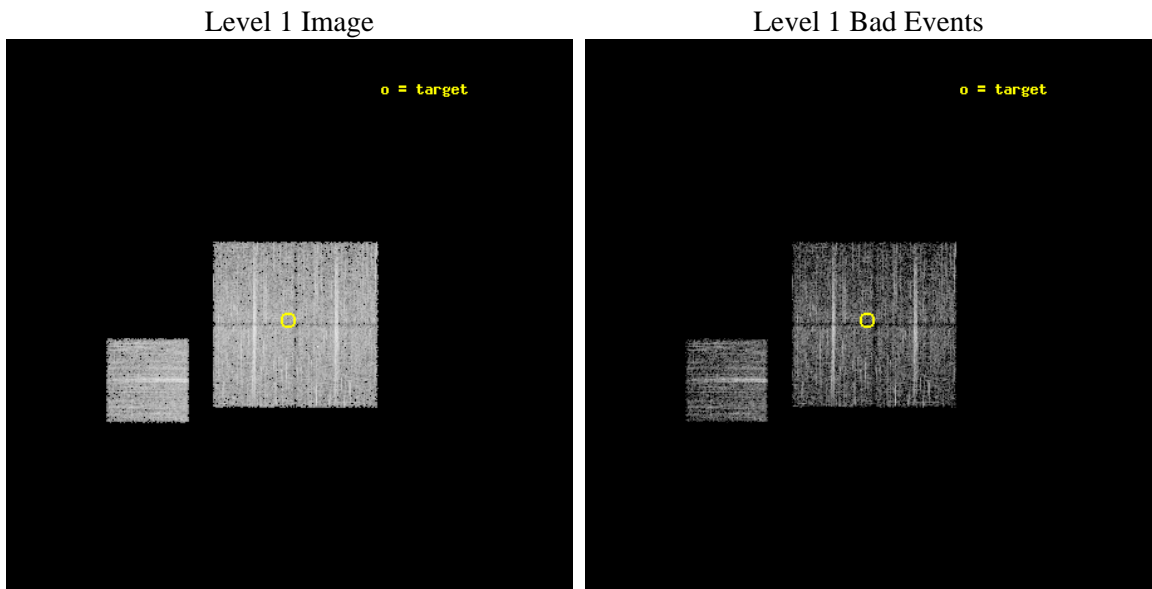 Level 1 Image
Level 1 Bad Events
o = target
o = target